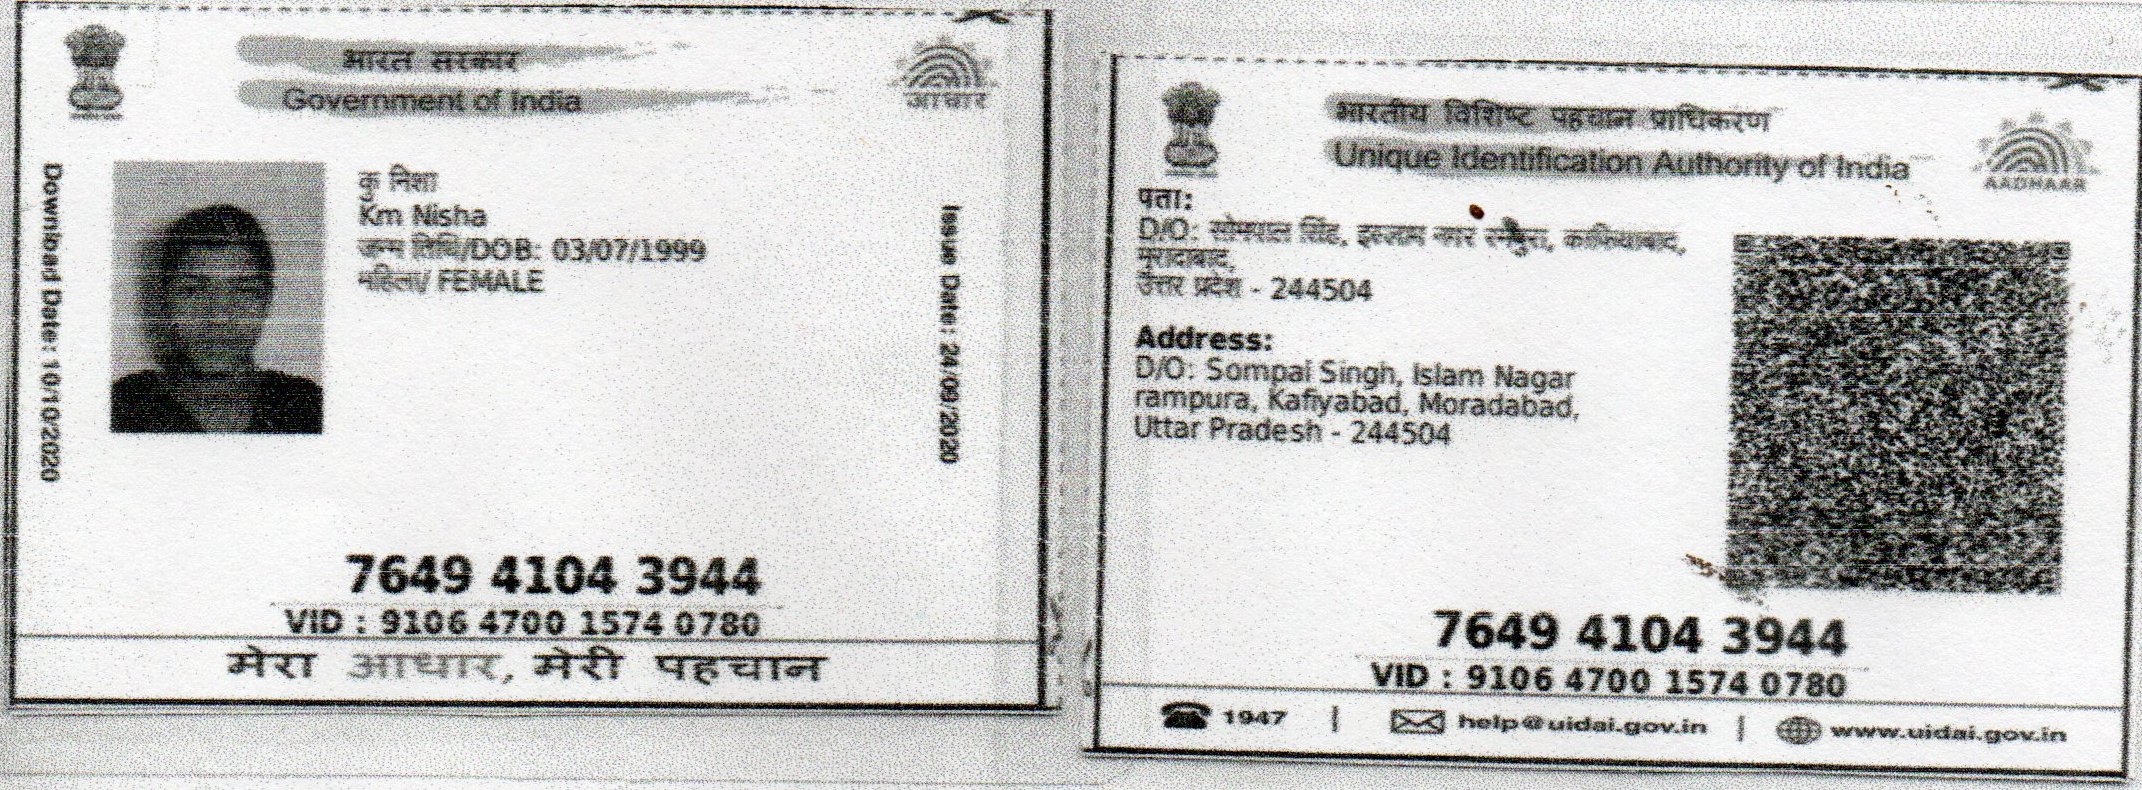 भारत सरकार
Government of India
आधार
Download Date: 10/10/2020
कु निशा
Km Nisha
जन्म तिथि/DOB: 03/07/1999
महिला/ FEMALE
Issue Date: 24/09/2020
7649 4104 3944
VID : 9106 4700 1574 0780
मेरा आधार, मेरी पहचान
भारतीय विशिष्ट पहचान प्राधिकरण
Unique Identification Authority of India
AADHAAR
पता:
D/O: सोमपाल सिंह, इस्लाम नगर रमपुरा, काफियाबाद,
मुरादाबाद,
उत्तर प्रदेश - 244504
Address:
D/O: Sompal Singh, Islam Nagar
rampura, Kafiyabad, Moradabad,
Uttar Pradesh - 244504
7649 4104 3944
VID : 9106 4700 1574 0780
1947 | help@uidai.gov.in | www.uidai.gov.in